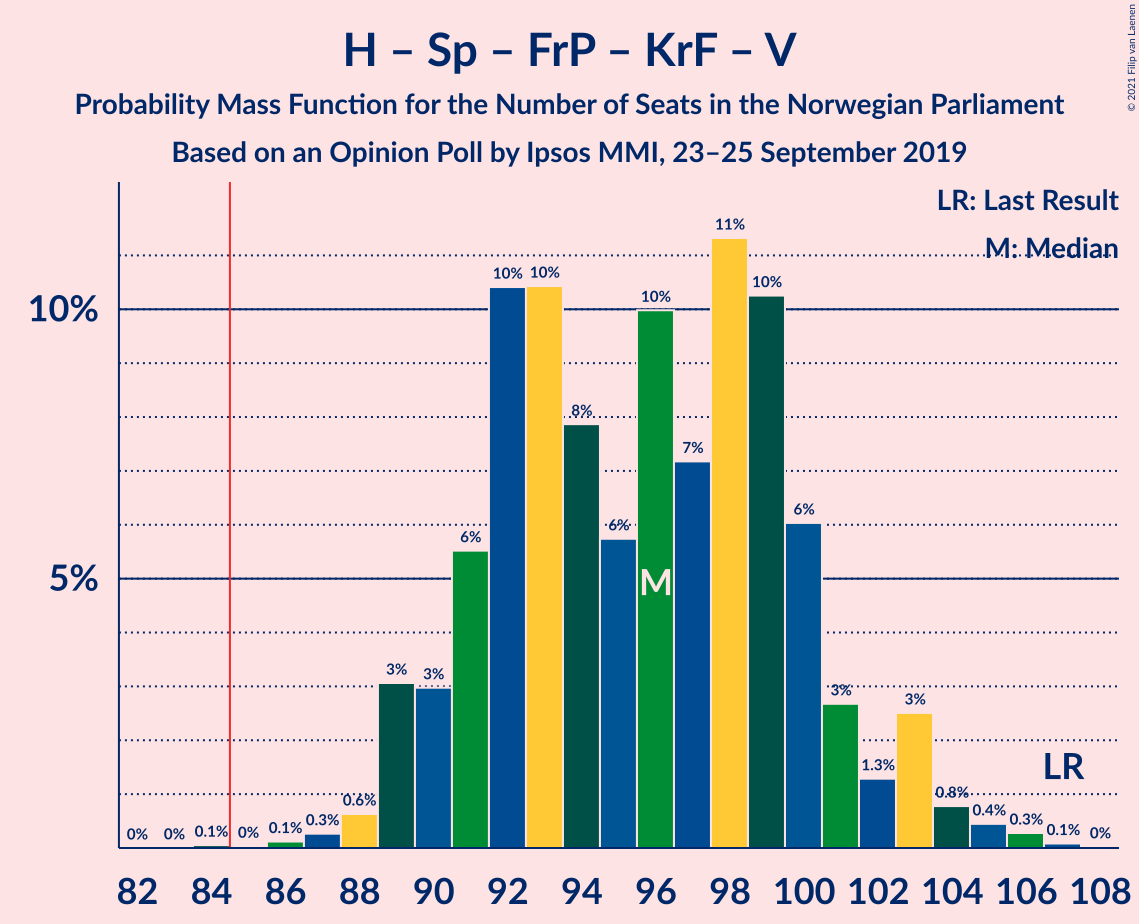 H – Sp – FrP – KrF – V
Probability Mass Function for the Number of Seats in the Norwegian Parliament
Based on an Opinion Poll by Ipsos MMI, 23–25 September 2019
© 2021 Filip van Laenen
LR: Last Result
M: Median
10%
5%
0% 0% 0.1% 0% 0.1% 0.3% 0.6% 3% 3% 6% 10% 10% 8% 6% 10% 7% 11% 10% 6% 3% 1.3% 3% 0.8% 0.4% 0.3% 0.1% 0%
M
LR
82 84 86 88 90 92 94 96 98 100 102 104 106 108